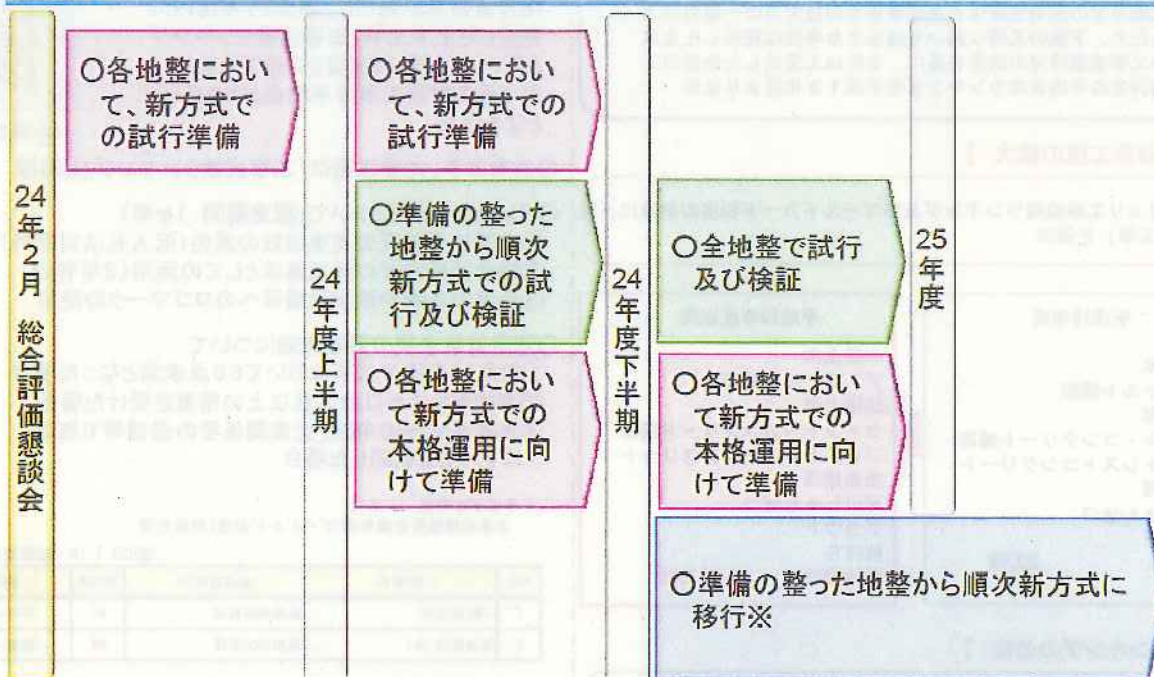 24年2月 総合評価懇談会
○各地整におい
て、新方式で
の試行準備
24年度上半期
○各地整におい
て、新方式での
試行準備
○準備の整った
地整から順次
新方式での試
行及び検証
○各地整におい
て新方式での
本格運用に向
けて準備
24年度下半期
○全地整で試行
及び検証
○各地整におい
て新方式での
本格運用に向
けて準備
25年度
○準備の整った地整から順次新方式に
移行※